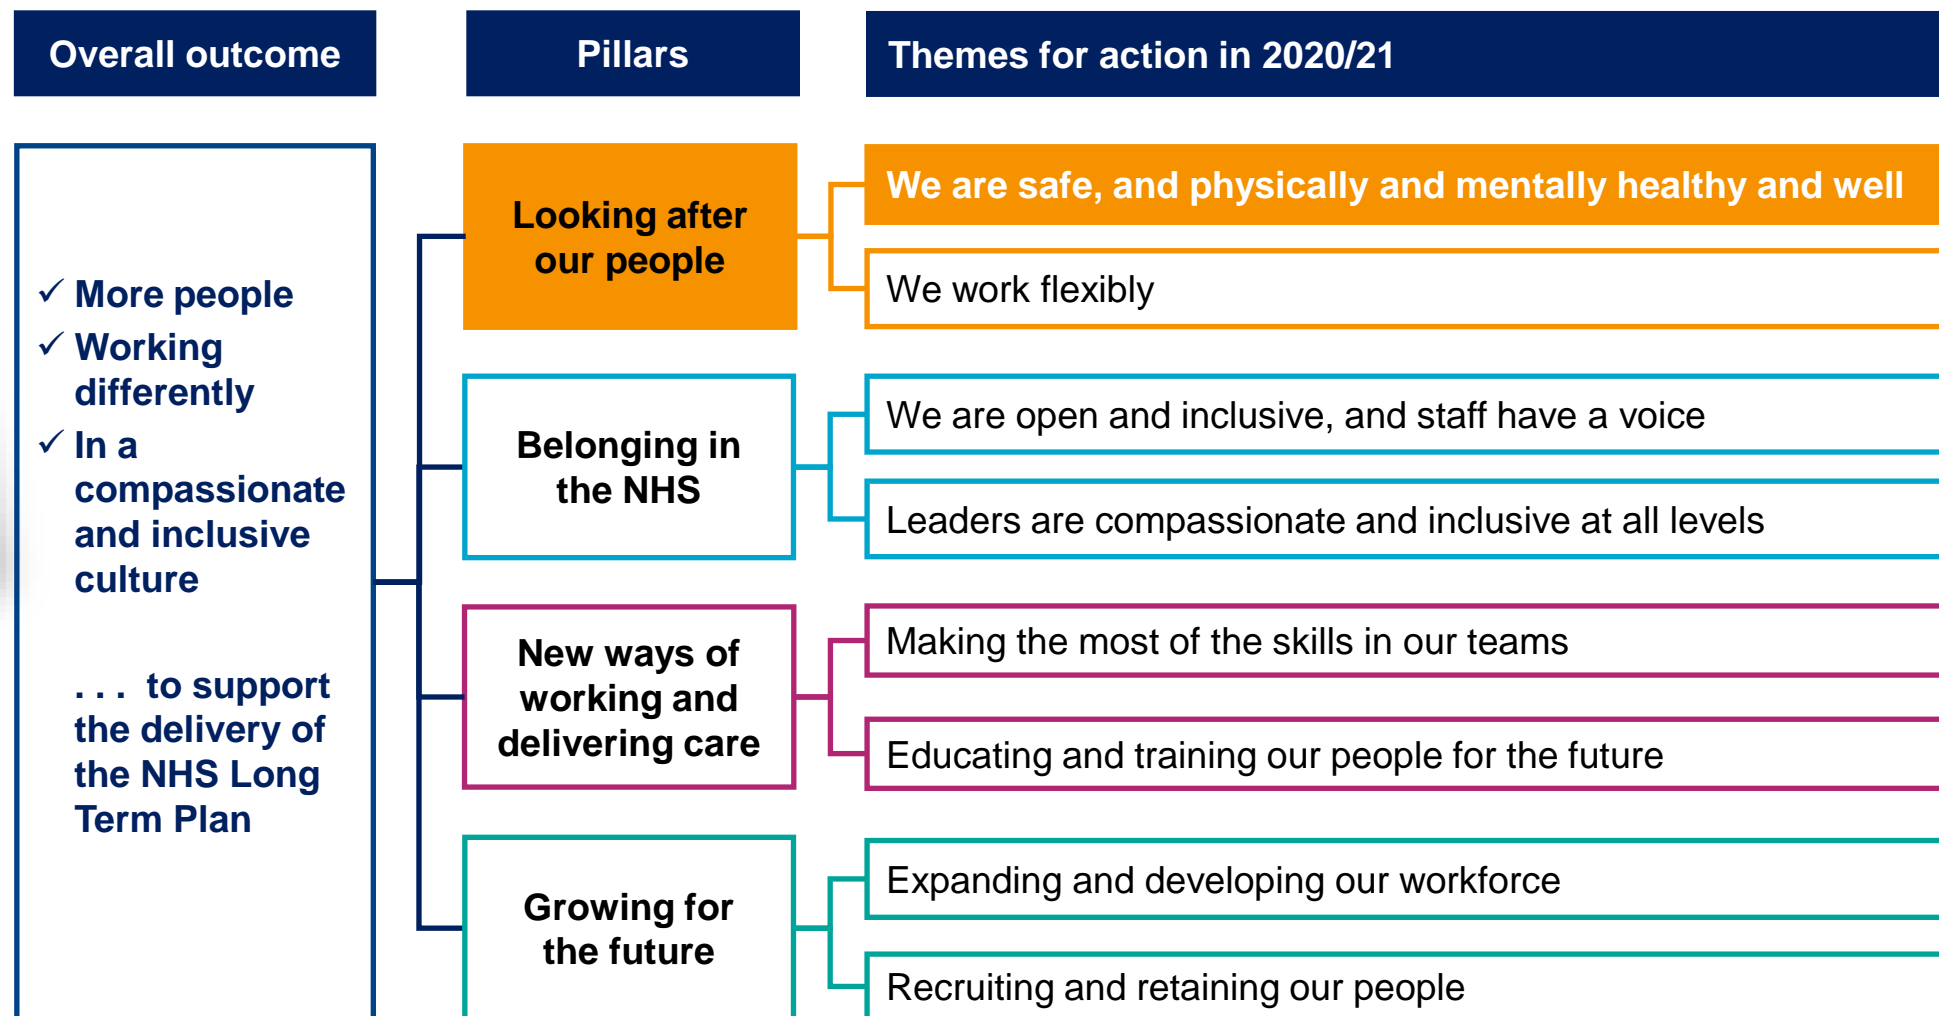 Overall outcome
Pillars
Themes for action in 2020/21
✓ More people
✓ Working
differently
✓ In a
compassionate
and inclusive
culture
. . . to support
the delivery of
the NHS Long
Term Plan
Looking after
our people
We are safe, and physically and mentally healthy and well
We work flexibly
Belonging in
the NHS
We are open and inclusive, and staff have a voice
Leaders are compassionate and inclusive at all levels
New ways of
working and
delivering care
Making the most of the skills in our teams
Educating and training our people for the future
Growing for
the future
Expanding and developing our workforce
Recruiting and retaining our people